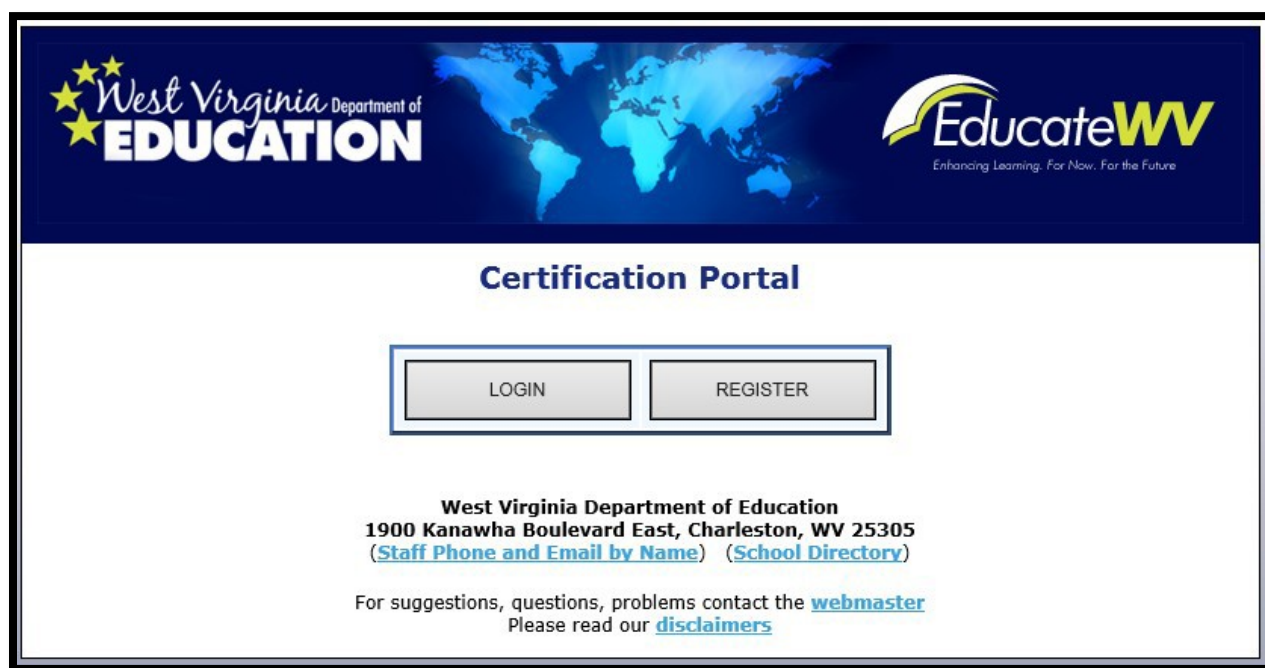 West Virginia Department of
EDUCATION
EducateWV
Enhancing Learning. For Now. For the Future
Certification Portal
LOGIN REGISTER
West Virginia Department of Education
1900 Kanawha Boulevard East, Charleston, WV 25305
(Staff Phone and Email by Name) (School Directory)
For suggestions, questions, problems contact the webmaster
Please read our disclaimers